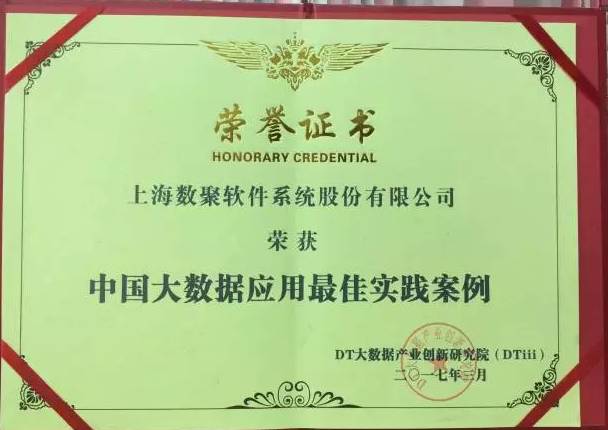 荣誉证书
HONORARY CREDENTIAL
上海数聚软件系统股份有限公司
荣获
中国大数据应用最佳实践案例
DT大数据产业创新研究院（DTiii）
二〇一七年 月